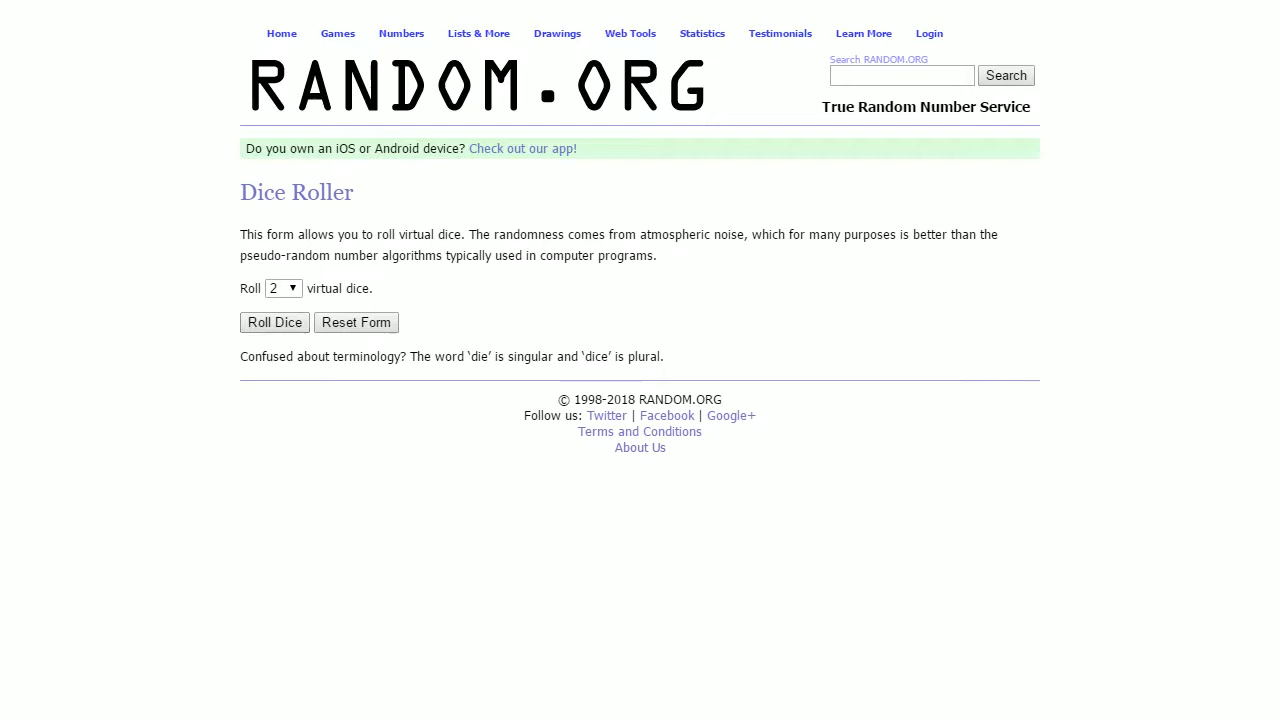 Home Games Numbers Lists & More Drawings Web Tools Statistics Testimonials Learn More Login
RANDOM.ORG
Search RANDOM.ORG
Search
True Random Number Service
Do you own an iOS or Android device? Check out our app!
Dice Roller
This form allows you to roll virtual dice. The randomness comes from atmospheric noise, which for many purposes is better than the
pseudo-random number algorithms typically used in computer programs.
Roll 2 virtual dice.
Roll Dice Reset Form
Confused about terminology? The word ‘die’ is singular and ‘dice’ is plural.
© 1998-2018 RANDOM.ORG
Follow us: Twitter | Facebook | Google+
Terms and Conditions
About Us